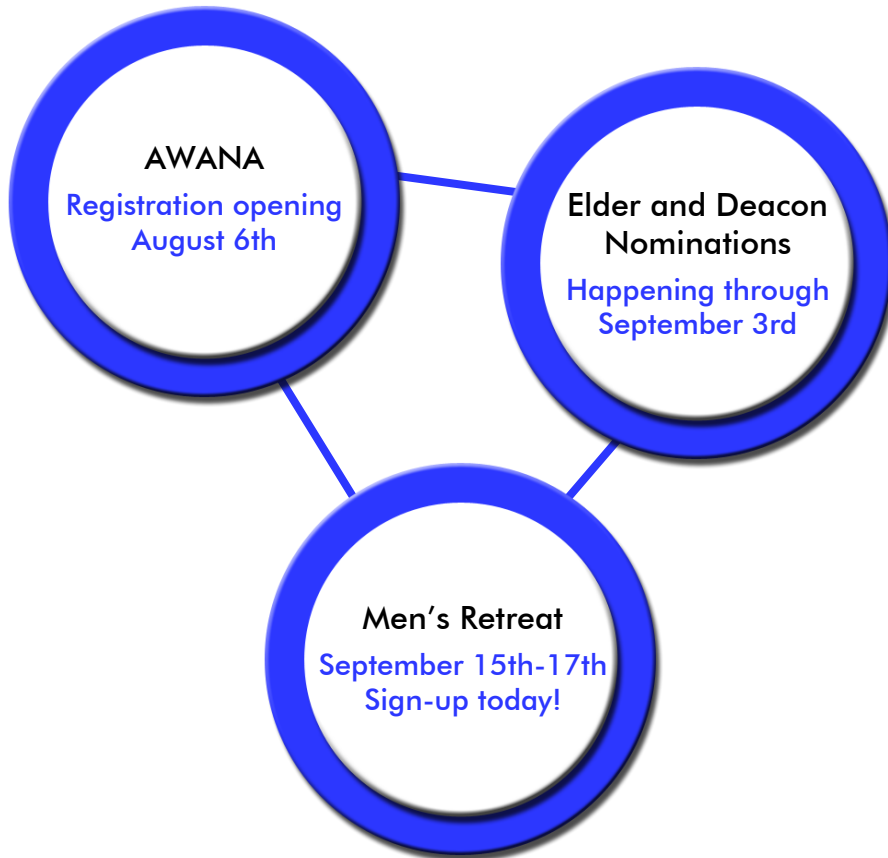 AWANA
Registration opening
August 6th
Elder and Deacon
Nominations
Happening through
September 3rd
Men’s Retreat
September 15th-17th
Sign-up today!